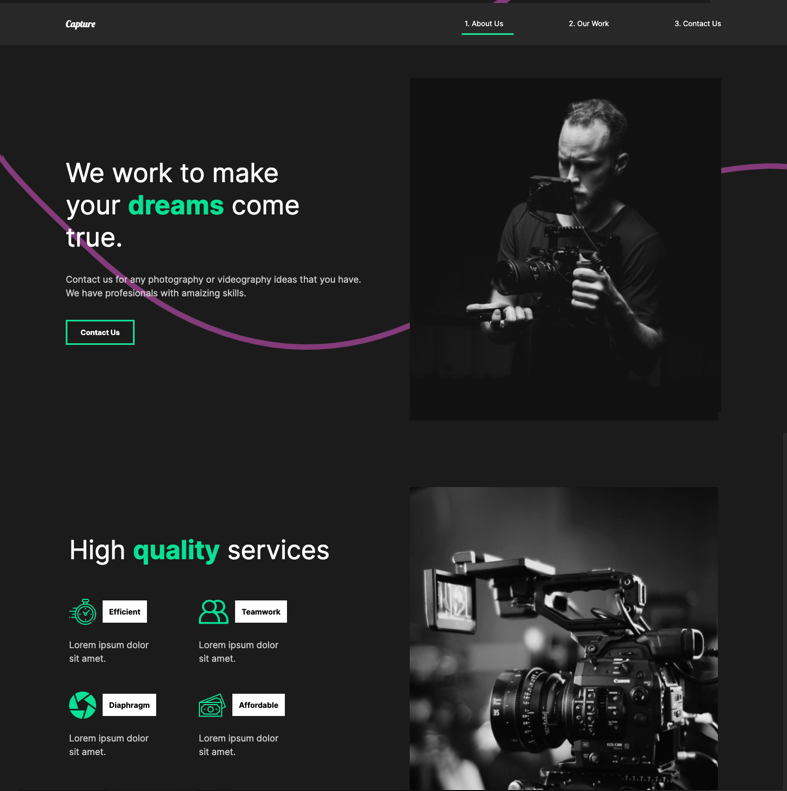 Capture
1. About Us
2. Our Work
3. Contact Us
We work to make
your dreams come
true.
Contact us for any photography or videography ideas that you have.
We have profesionals with amaizing skills.
Contact Us
High quality services
Efficient
Teamwork
Lorem ipsum dolor
sit amet.
Lorem ipsum dolor
sit amet.
Diaphragm
Affordable
Lorem ipsum dolor
sit amet.
Lorem ipsum dolor
sit amet.
Canon
35